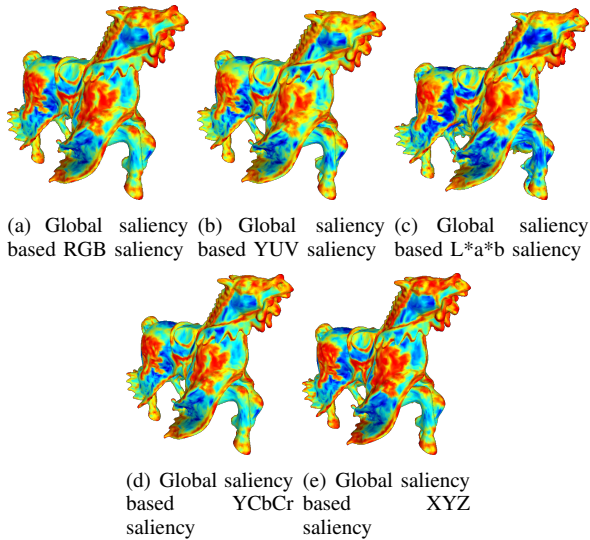 (a) Global saliency
based RGB saliency
(b) Global saliency
based YUV saliency
(c) Global saliency
based L*a*b saliency
(d) Global saliency
based YCbCr
saliency
(e) Global saliency
based XYZ
saliency